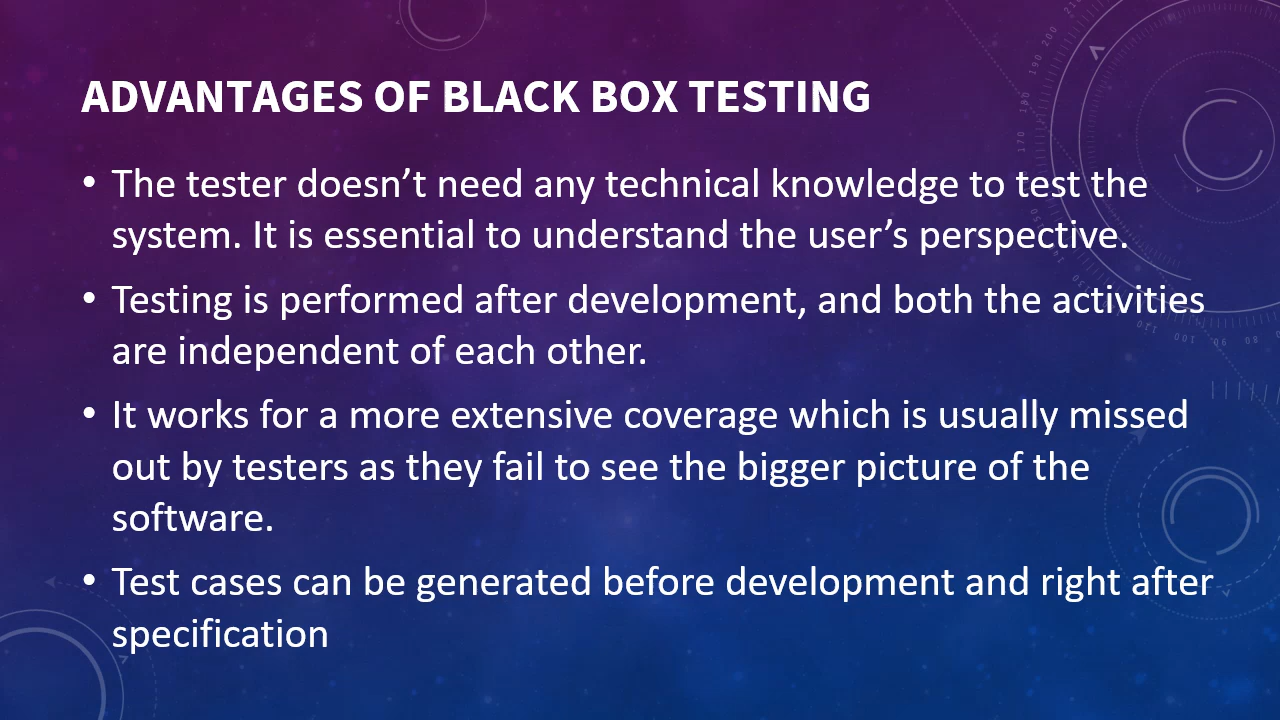 ADVANTAGES OF BLACK BOX TESTING
• The tester doesn’t need any technical knowledge to test the
system. It is essential to understand the user’s perspective.
• Testing is performed after development, and both the activities
are independent of each other.
• It works for a more extensive coverage which is usually missed
out by testers as they fail to see the bigger picture of the
software.
• Test cases can be generated before development and right after
specification